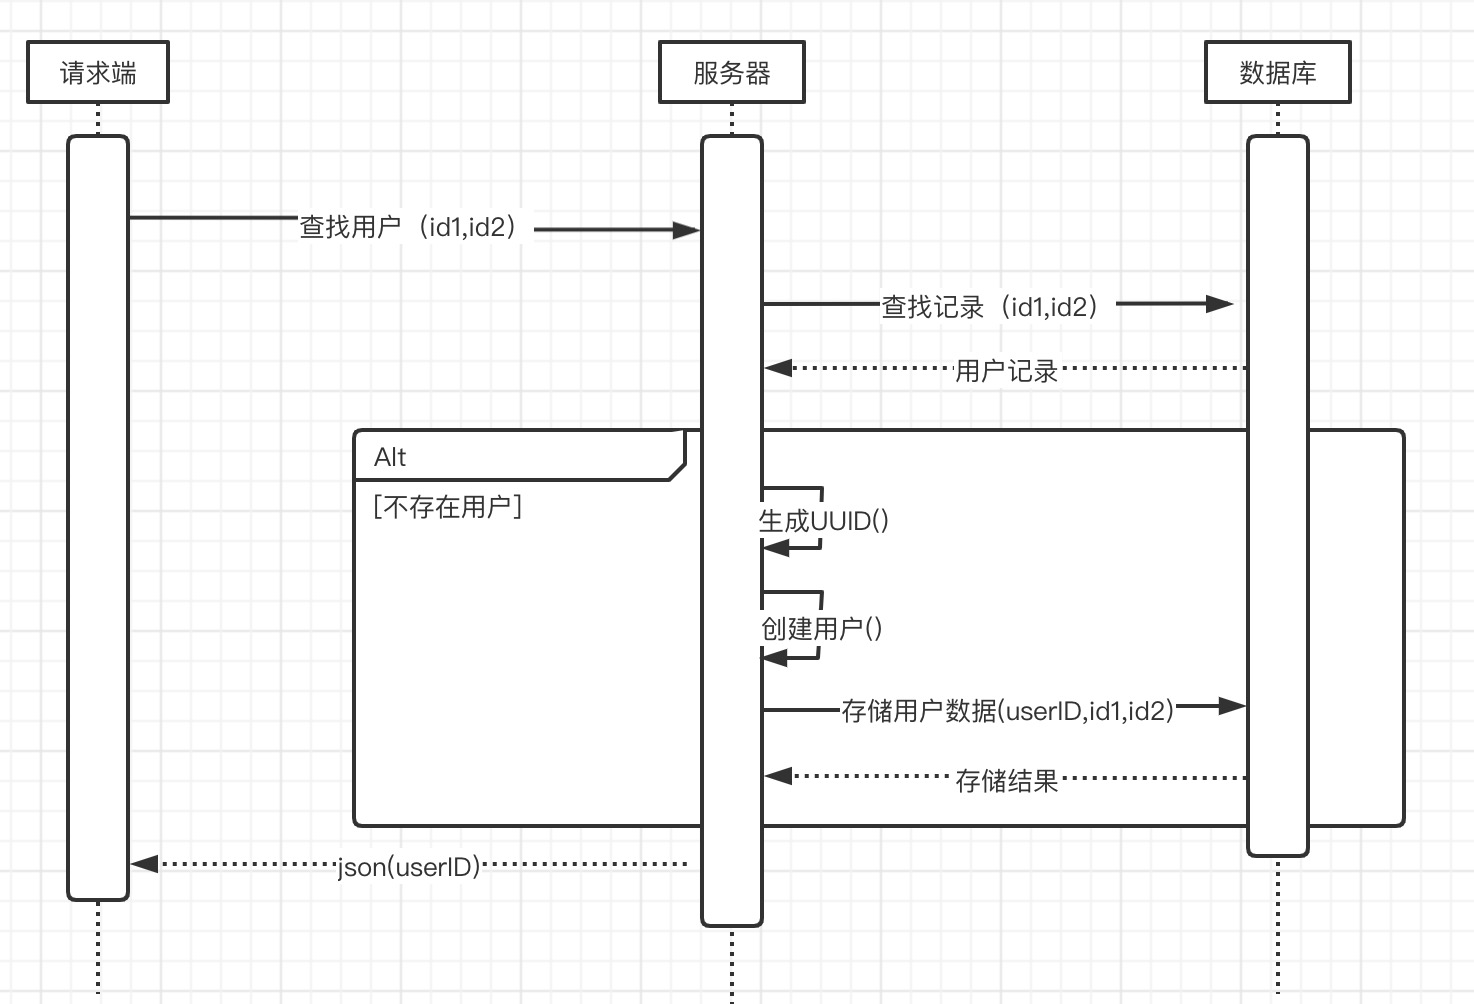 请求端
服务器
数据库
查找用户（id1,id2）
查找记录（id1,id2）
用户记录
Alt
[不存在用户]
生成UUID()
创建用户()
存储用户数据(userID,id1,id2)
存储结果
json(userID)